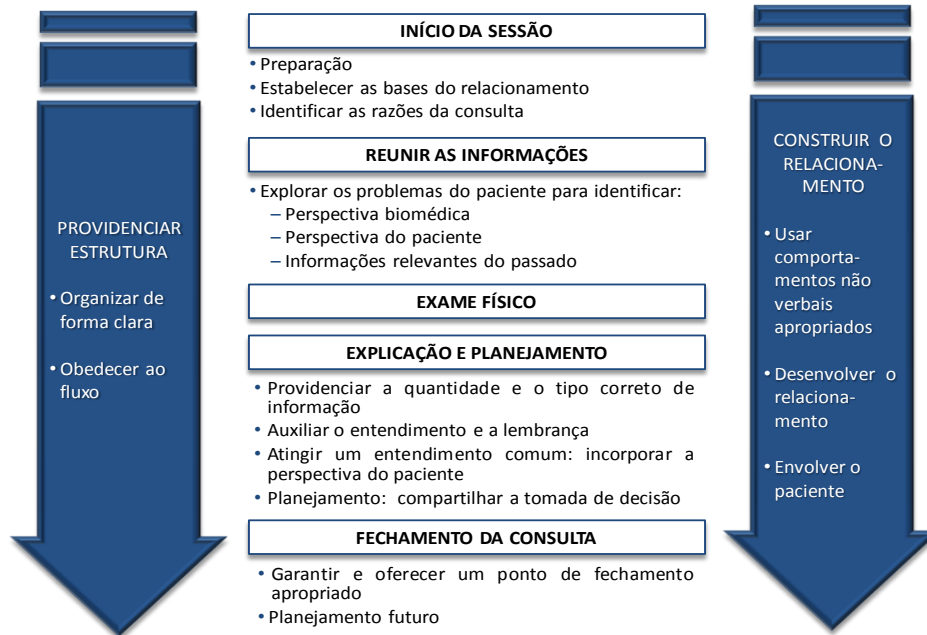 PROVIDENCIAR
ESTRUTURA
• Organizar de
forma clara
• Obedecer ao
fluxo
INÍCIO DA SESSÃO
• Preparação
• Estabelecer as bases do relacionamento
• Identificar as razões da consulta
REUNIR AS INFORMAÇÕES
• Explorar os problemas do paciente para identificar:
– Perspectiva biomédica
– Perspectiva do paciente
– Informações relevantes do passado
EXAME FÍSICO
EXPLICAÇÃO E PLANEJAMENTO
• Providenciar a quantidade e o tipo correto de
informação
• Auxiliar o entendimento e a lembrança
• Atingir um entendimento comum: incorporar a
perspectiva do paciente
• Planejamento: compartilhar a tomada de decisão
FECHAMENTO DA CONSULTA
• Garantir e oferecer um ponto de fechamento
apropriado
• Planejamento futuro
CONSTRUIR O
RELACIONA-
MENTO
• Usar
comporta-
mentos não
verbais
apropriados
• Desenvolver o
relaciona-
mento
• Envolver o
paciente